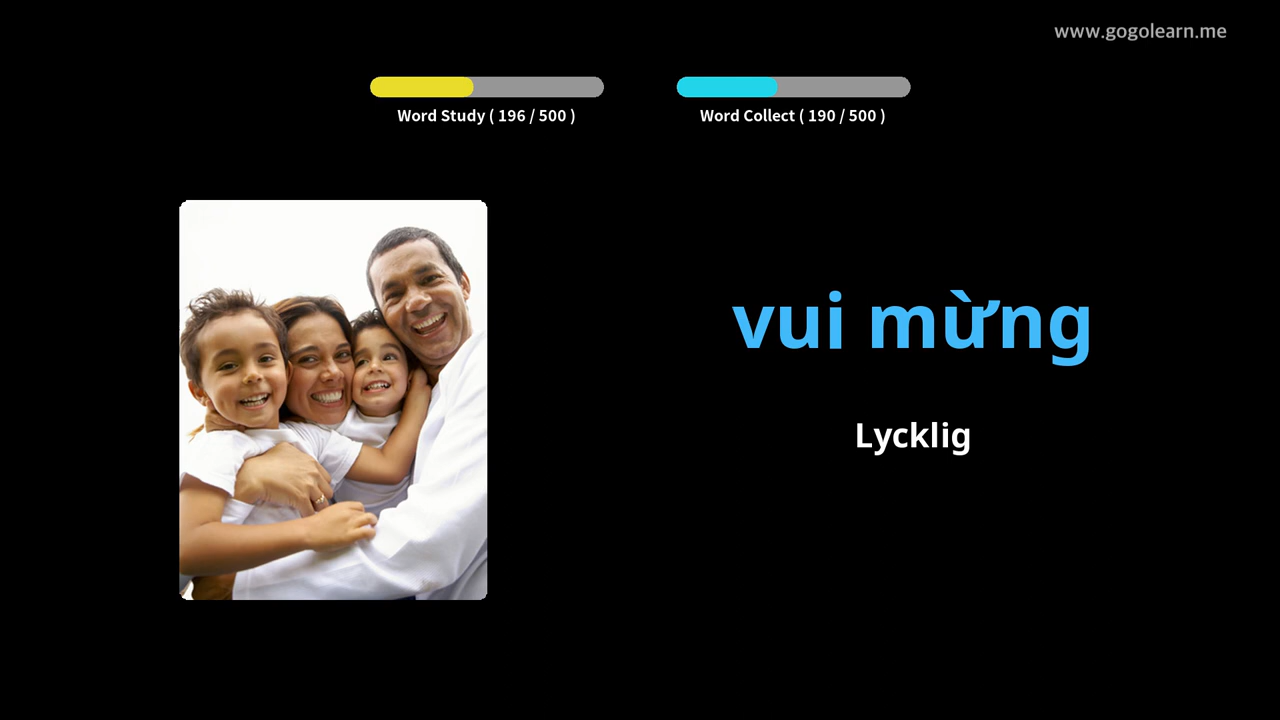 www.gogolearn.me
Word Study ( 196 / 500 )
Word Collect ( 190 / 500 )
vui mừng
Lycklig